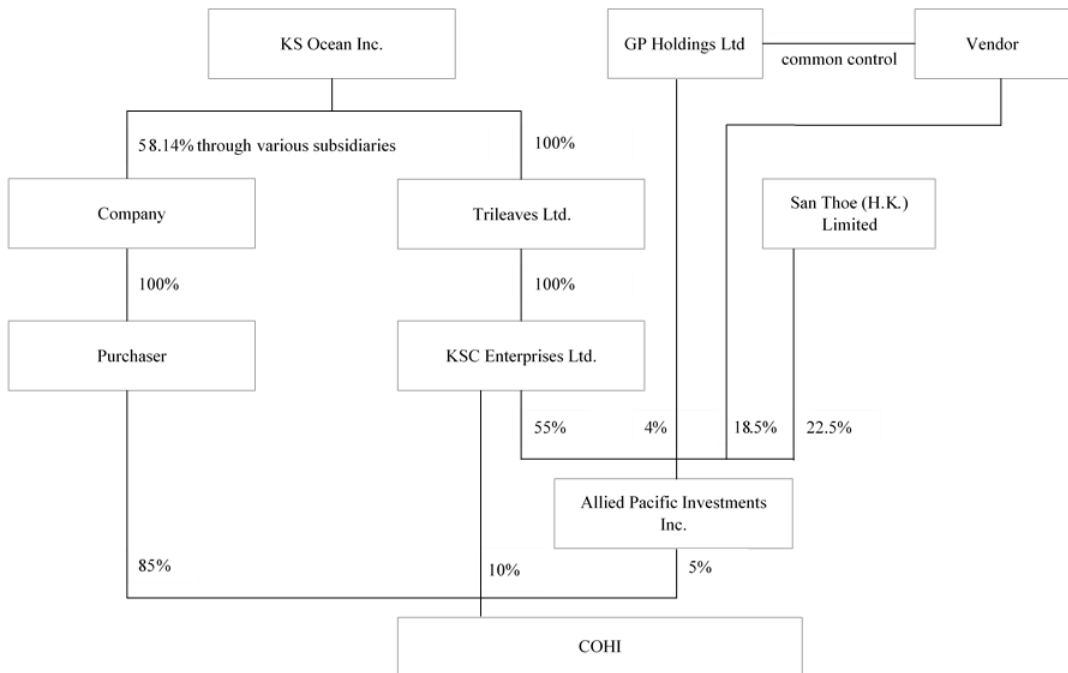 KS Ocean Inc.
GP Holdings Ltd
common control
Vendor
58.14% through various subsidiaries
100%
Company
Trileaves Ltd.
San Thoe (H.K.)
Limited
100%
100%
Purchaser
KSC Enterprises Ltd.
55%
4%
18.5%
22.5%
Allied Pacific Investments
Inc.
85%
10%
5%
COHI